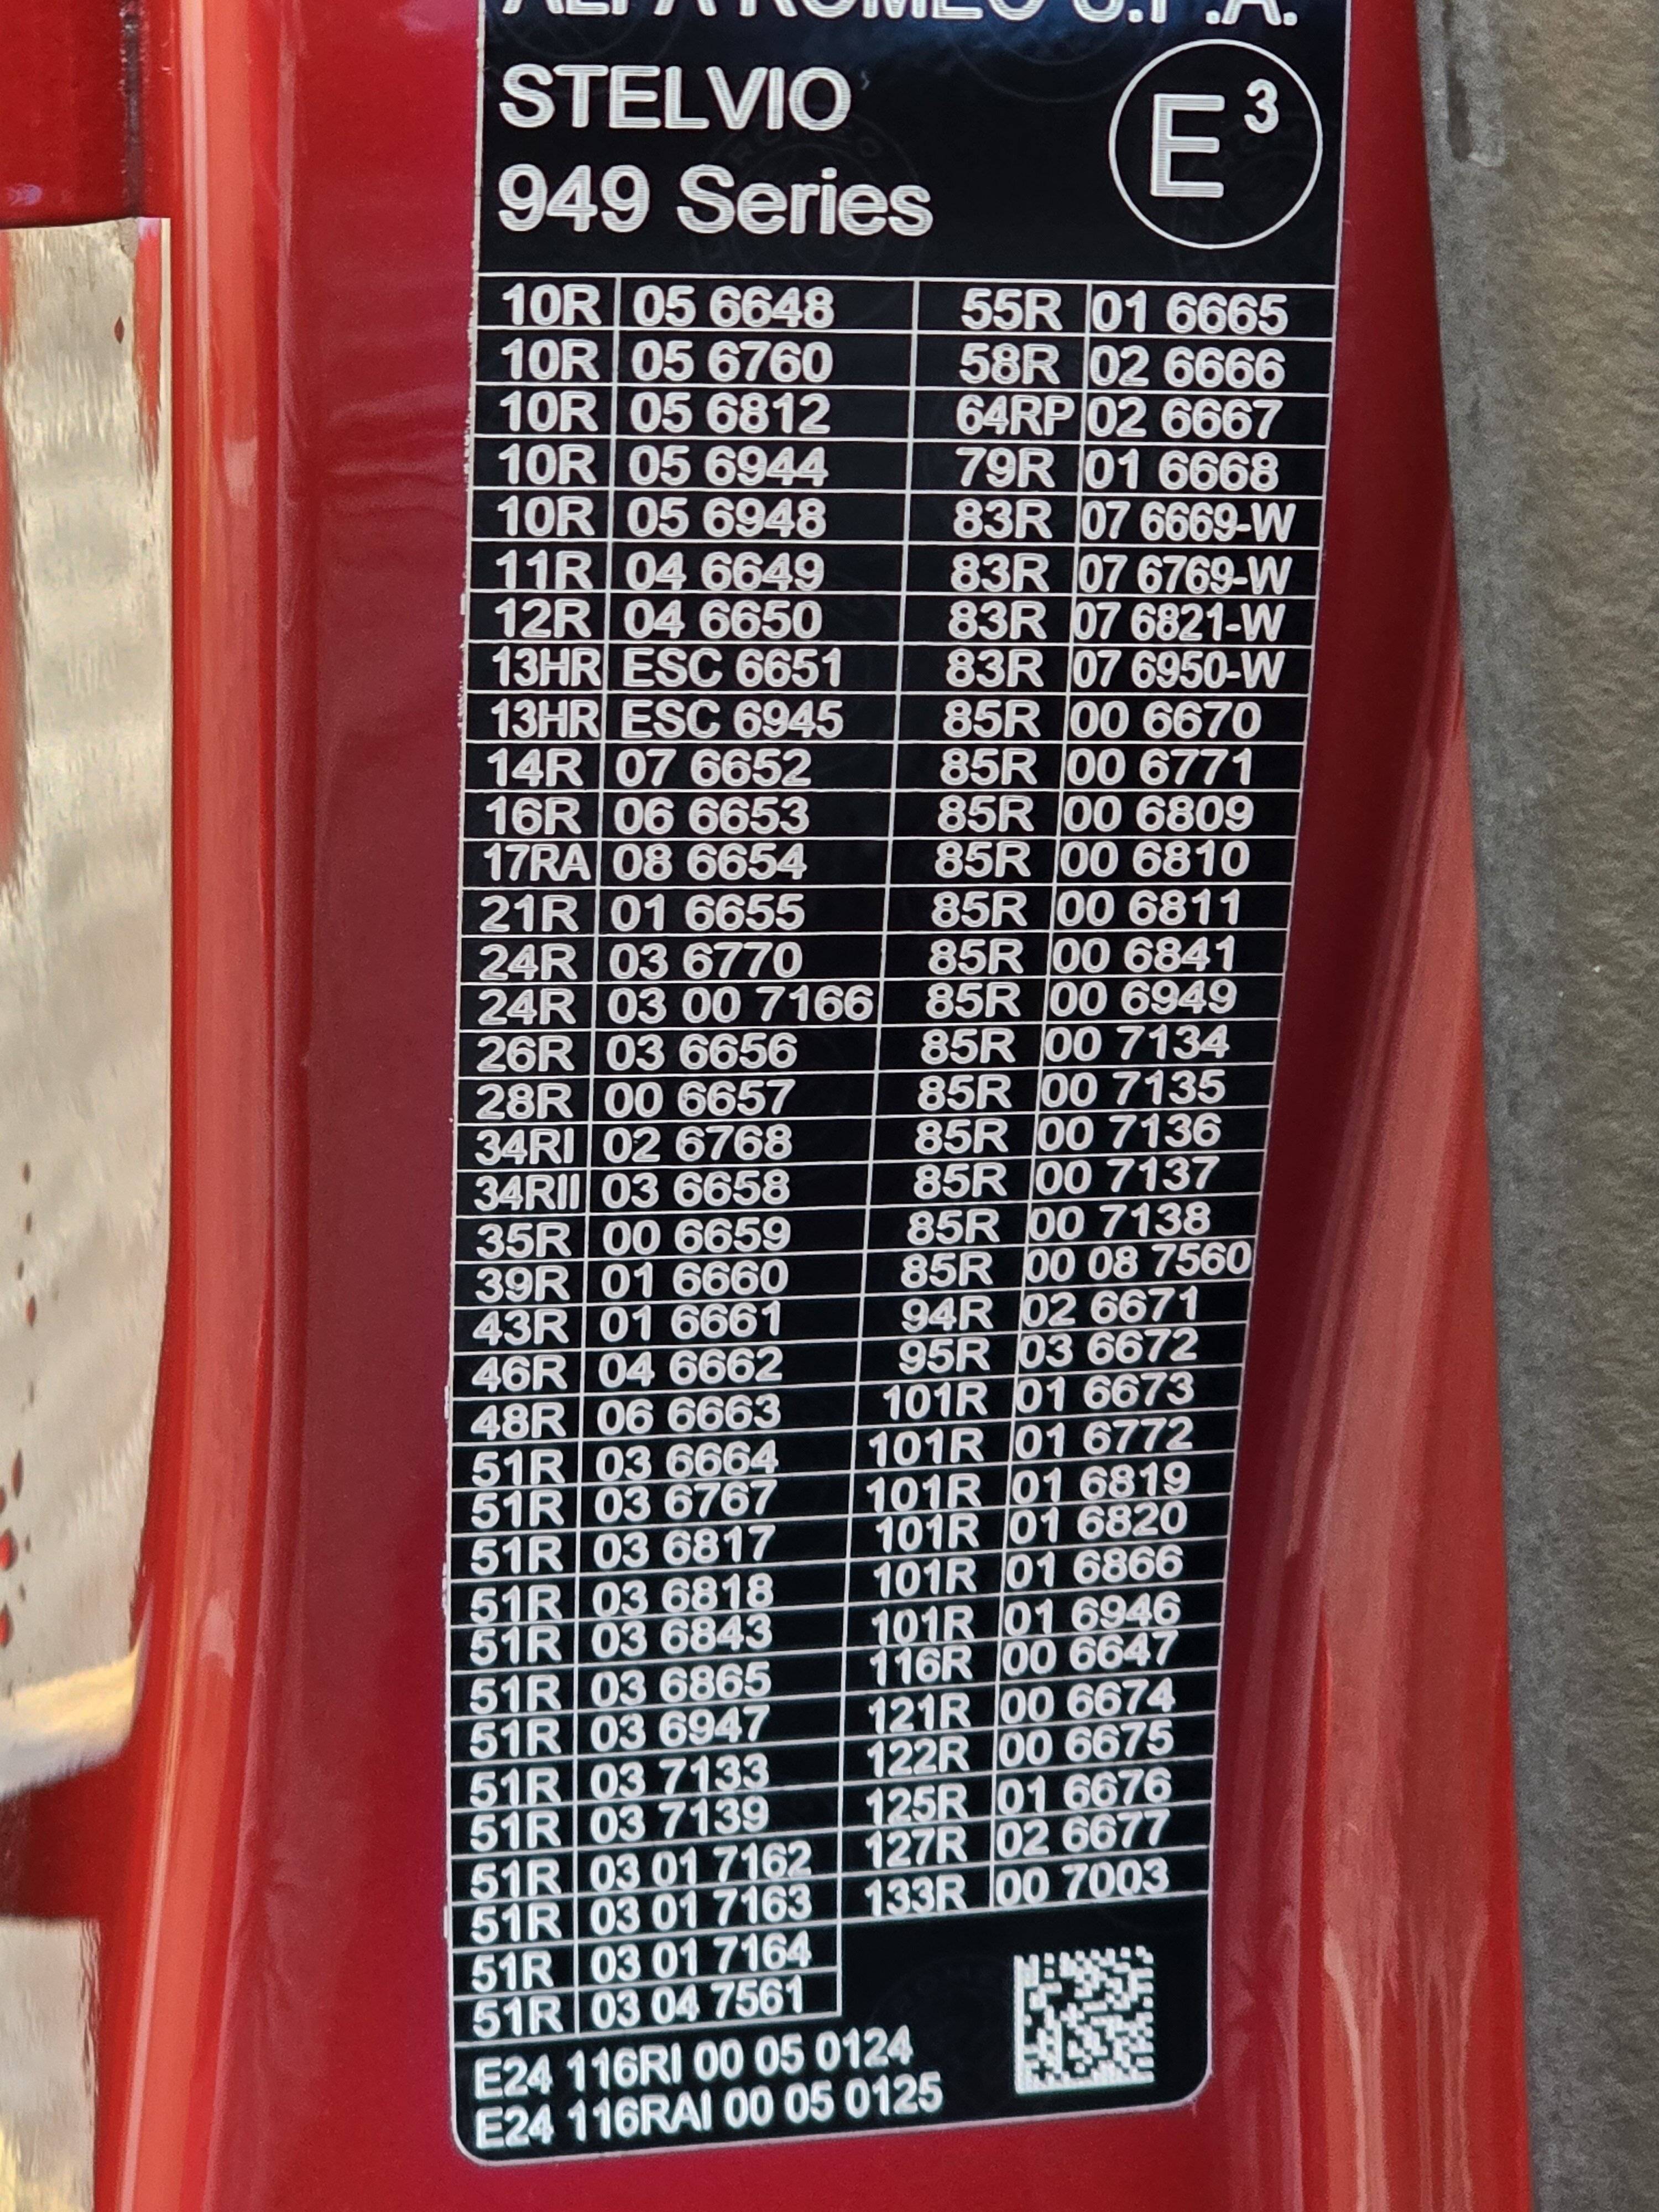 ALFA ROMEO S.P.A.
STELVIO
E3
949 Series
10R 05 6648 55R 01 6665
10R 05 6760 58R 02 6666
10R 05 6812 64RP 02 6667
10R 05 6944 79R 01 6668
10R 05 6948 83R 07 6669-W
11R 04 6649 83R 07 6769-W
12R 04 6650 83R 07 6821-W
13HR ESC 6651 83R 07 6950-W
13HR ESC 6945 85R 00 6670
14R 07 6652 85R 00 6771
16R 06 6653 85R 00 6809
17RA 08 6654 85R 00 6810
21R 01 6655 85R 00 6811
24R 03 6770 85R 00 6841
24R 03 00 7166 85R 00 6949
26R 03 6656 85R 00 7134
28R 00 6657 85R 00 7135
34RI 02 6768 85R 00 7136
34RII 03 6658 85R 00 7137
35R 00 6659 85R 00 7138
39R 01 6660 85R 00 08 7560
43R 01 6661 94R 02 6671
46R 04 6662 95R 03 6672
48R 06 6663 101R 01 6673
51R 03 6664 101R 01 6772
51R 03 6767 101R 01 6819
51R 03 6817 101R 01 6820
51R 03 6818 101R 01 6866
51R 03 6843 101R 01 6946
51R 03 6865 116R 00 6647
51R 03 6947 121R 00 6674
51R 03 7133 122R 00 6675
51R 03 7139 125R 01 6676
51R 03 01 7162 127R 02 6677
51R 03 01 7163 133R 00 7003
51R 03 01 7164
51R 03 04 7561
E24 116RI 00 05 0124
E24 116RAI 00 05 0125